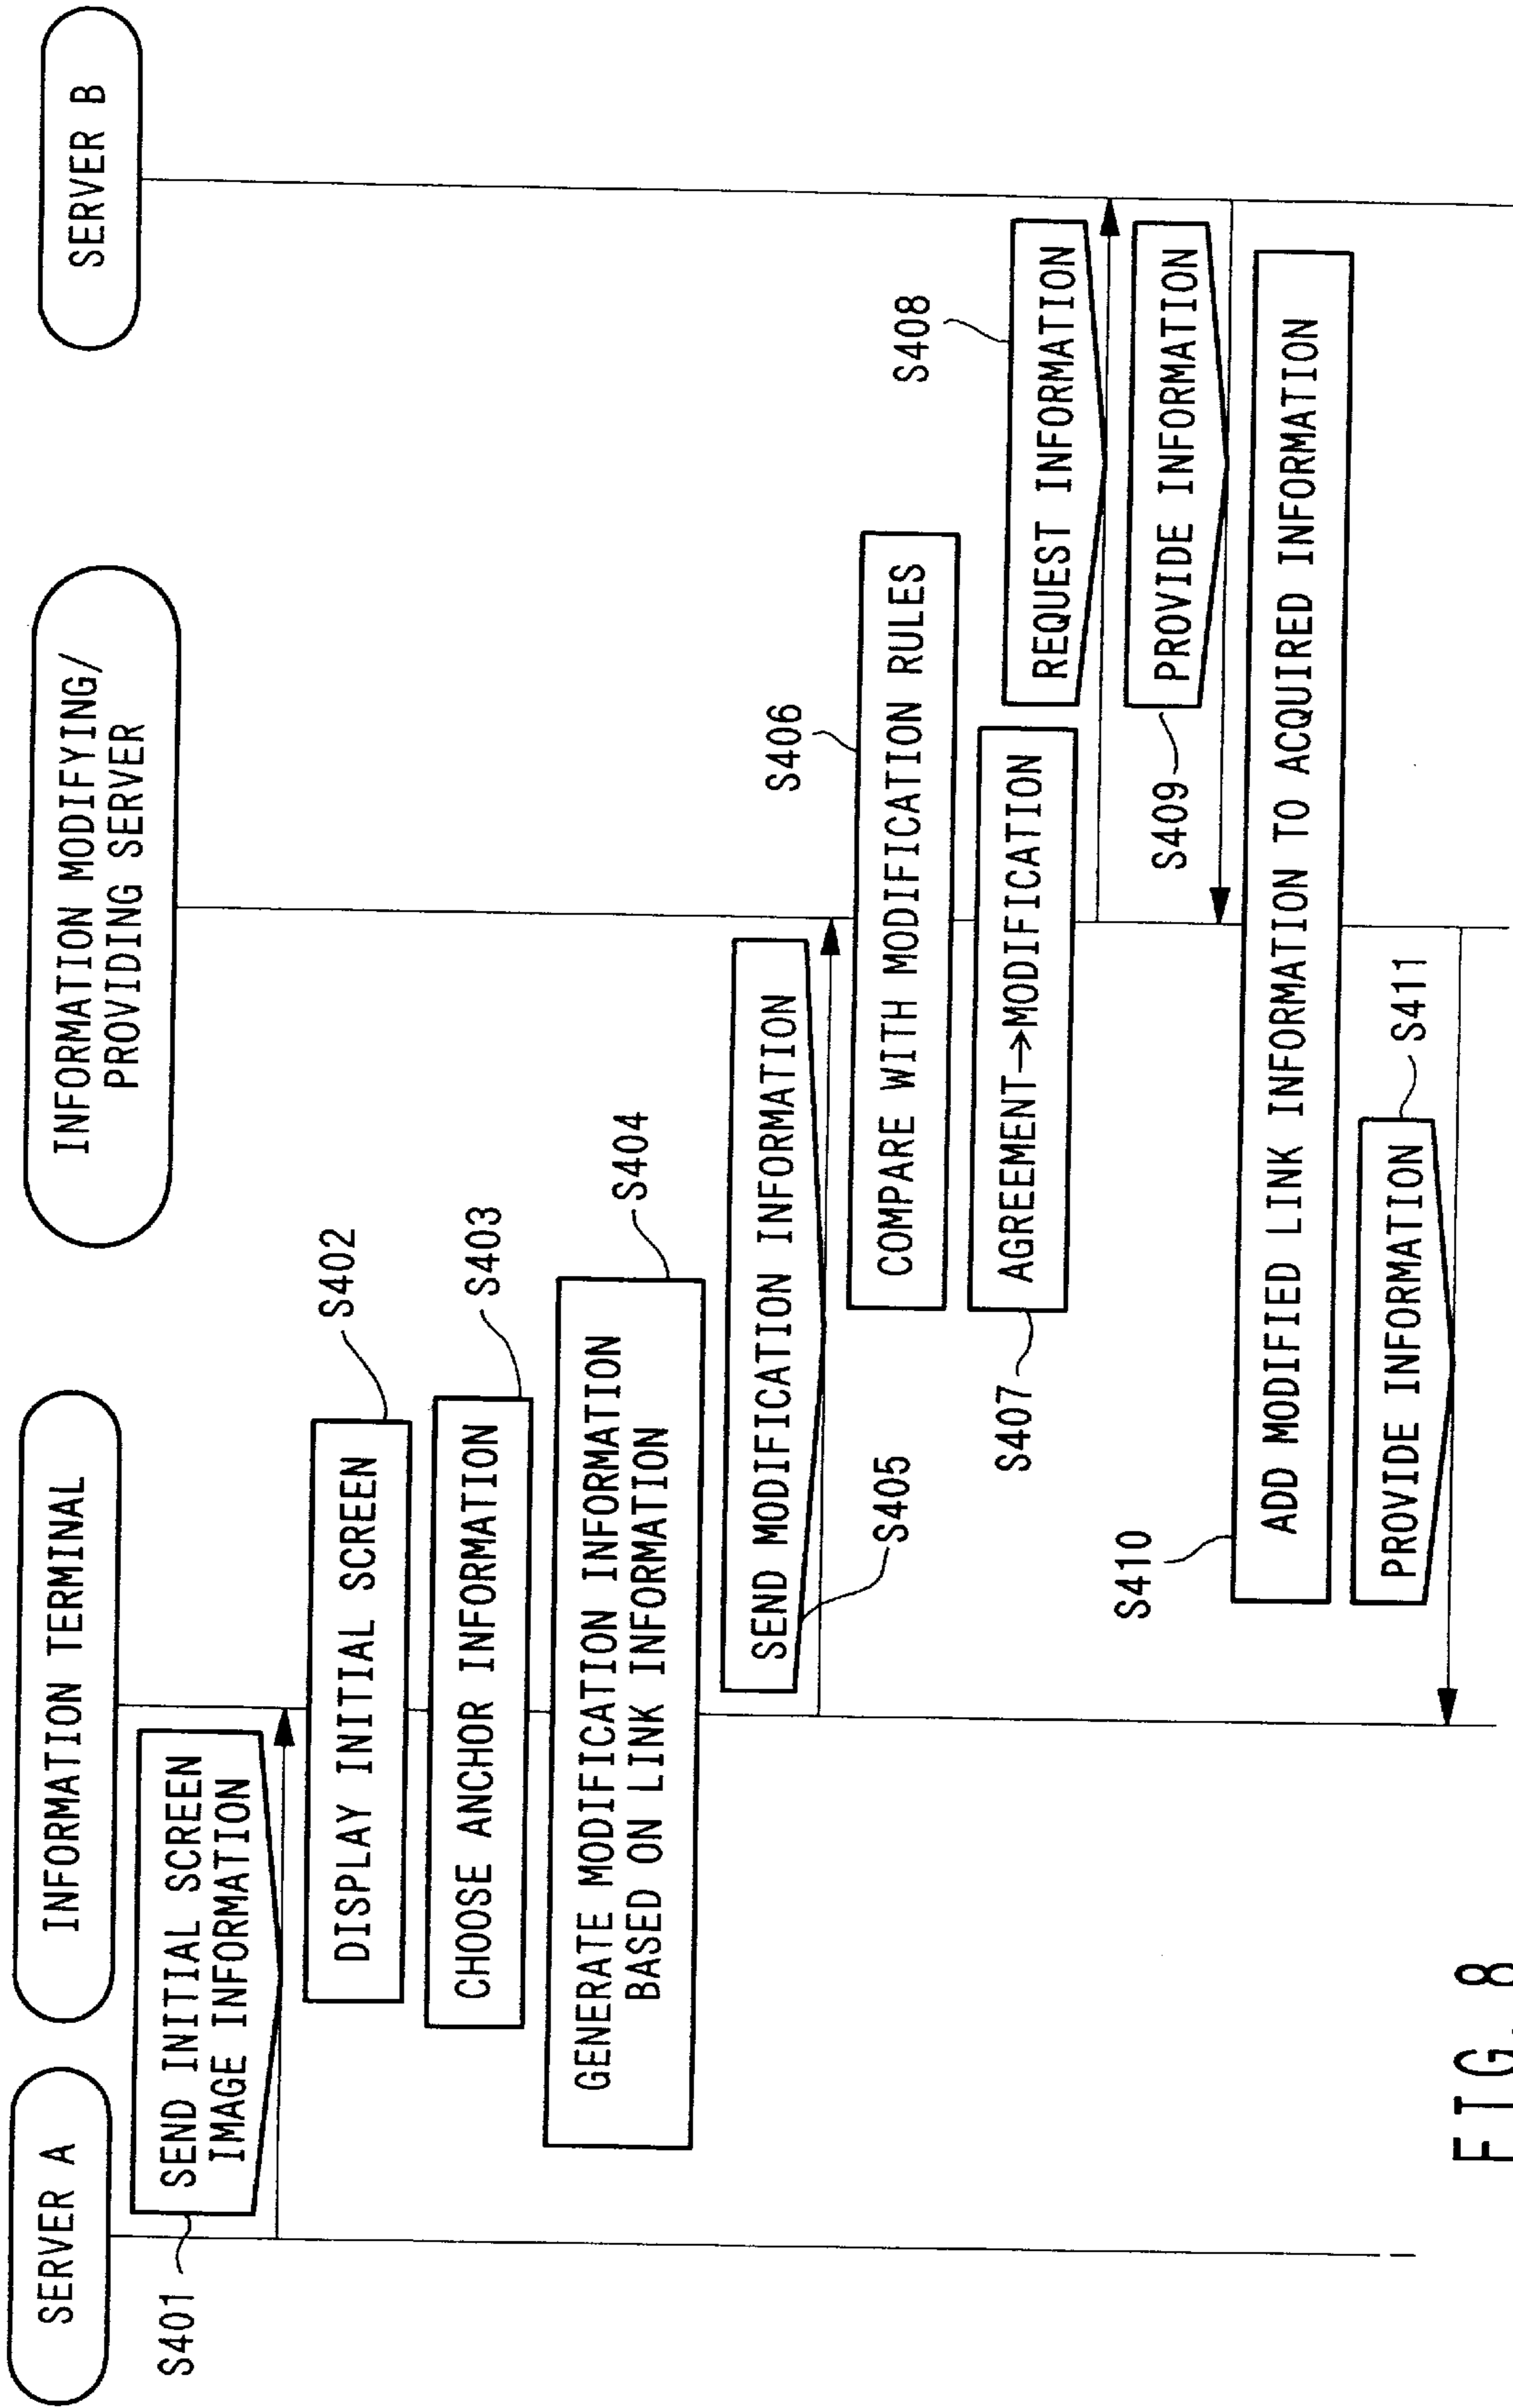 SERVER A
INFORMATION TERMINAL
INFORMATION MODIFYING/
PROVIDING SERVER
SERVER B
S401
SEND INITIAL SCREEN
IMAGE INFORMATION
DISPLAY INITIAL SCREEN
S402
CHOOSE ANCHOR INFORMATION
S403
GENERATE MODIFICATION INFORMATION
BASED ON LINK INFORMATION
S404
SEND MODIFICATION INFORMATION
S405
COMPARE WITH MODIFICATION RULES
S406
AGREEMENT→MODIFICATION
S407
REQUEST INFORMATION
S408
PROVIDE INFORMATION
S409
ADD MODIFIED LINK INFORMATION TO ACQUIRED INFORMATION
S410
PROVIDE INFORMATION
S411
FIG. 8